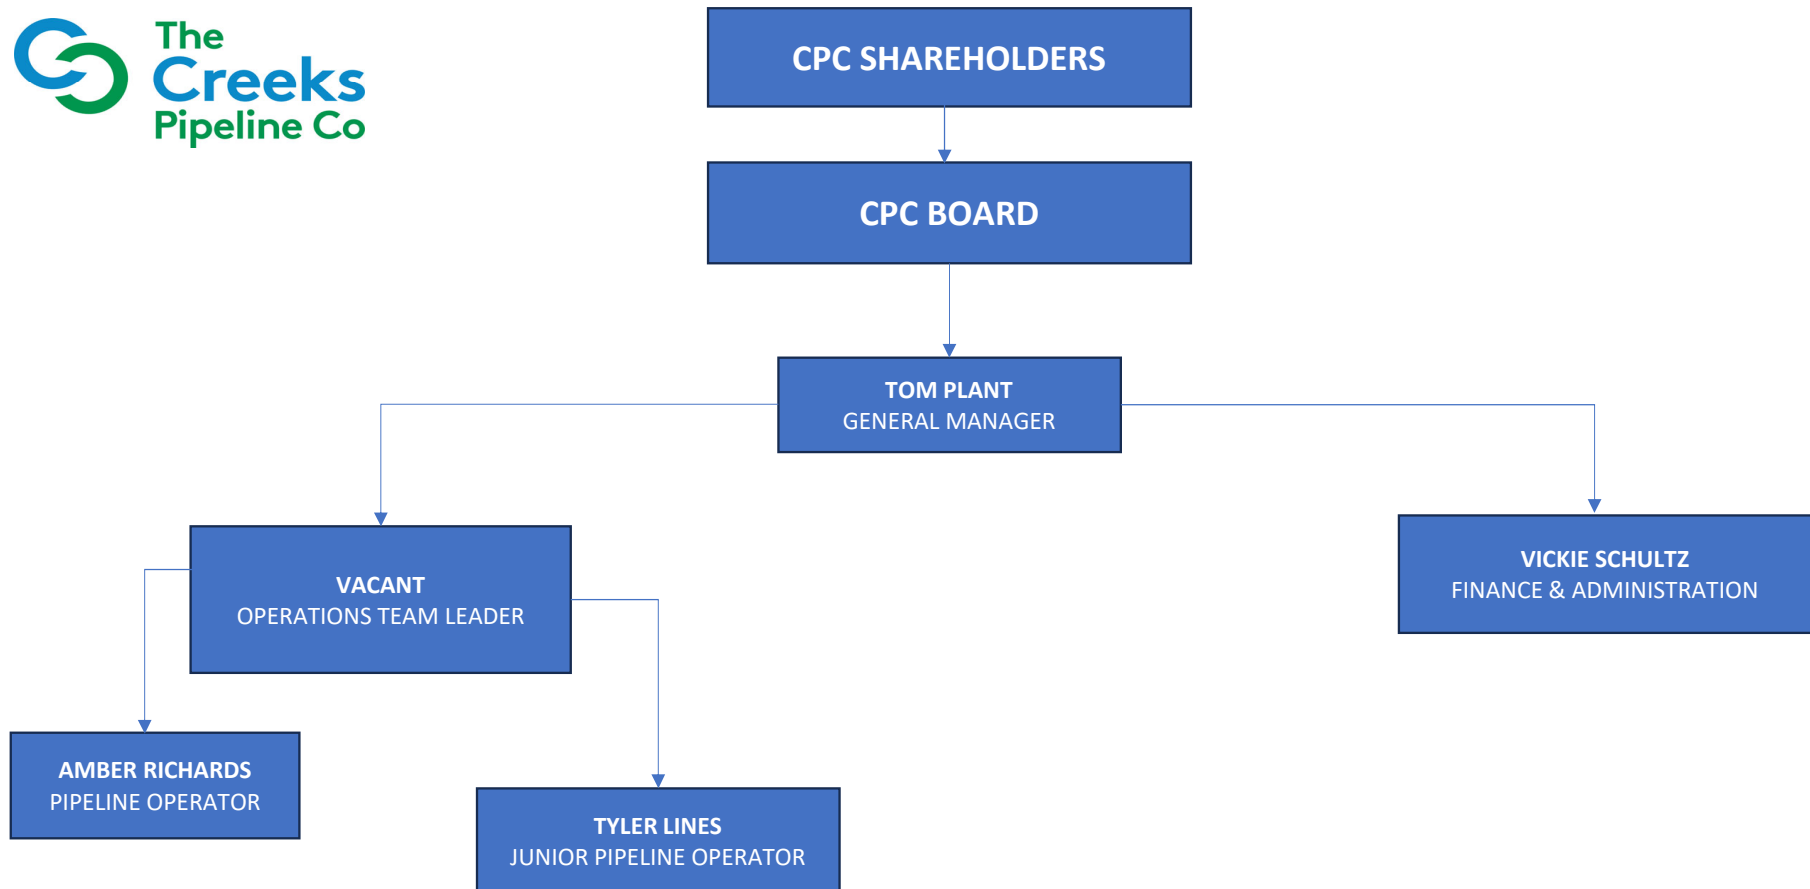 The
Creeks
Pipeline Co
CPC SHAREHOLDERS
CPC BOARD
TOM PLANT
GENERAL MANAGER
VACANT
OPERATIONS TEAM LEADER
VICKIE SCHULTZ
FINANCE & ADMINISTRATION
AMBER RICHARDS
PIPELINE OPERATOR
TYLER LINES
JUNIOR PIPELINE OPERATOR